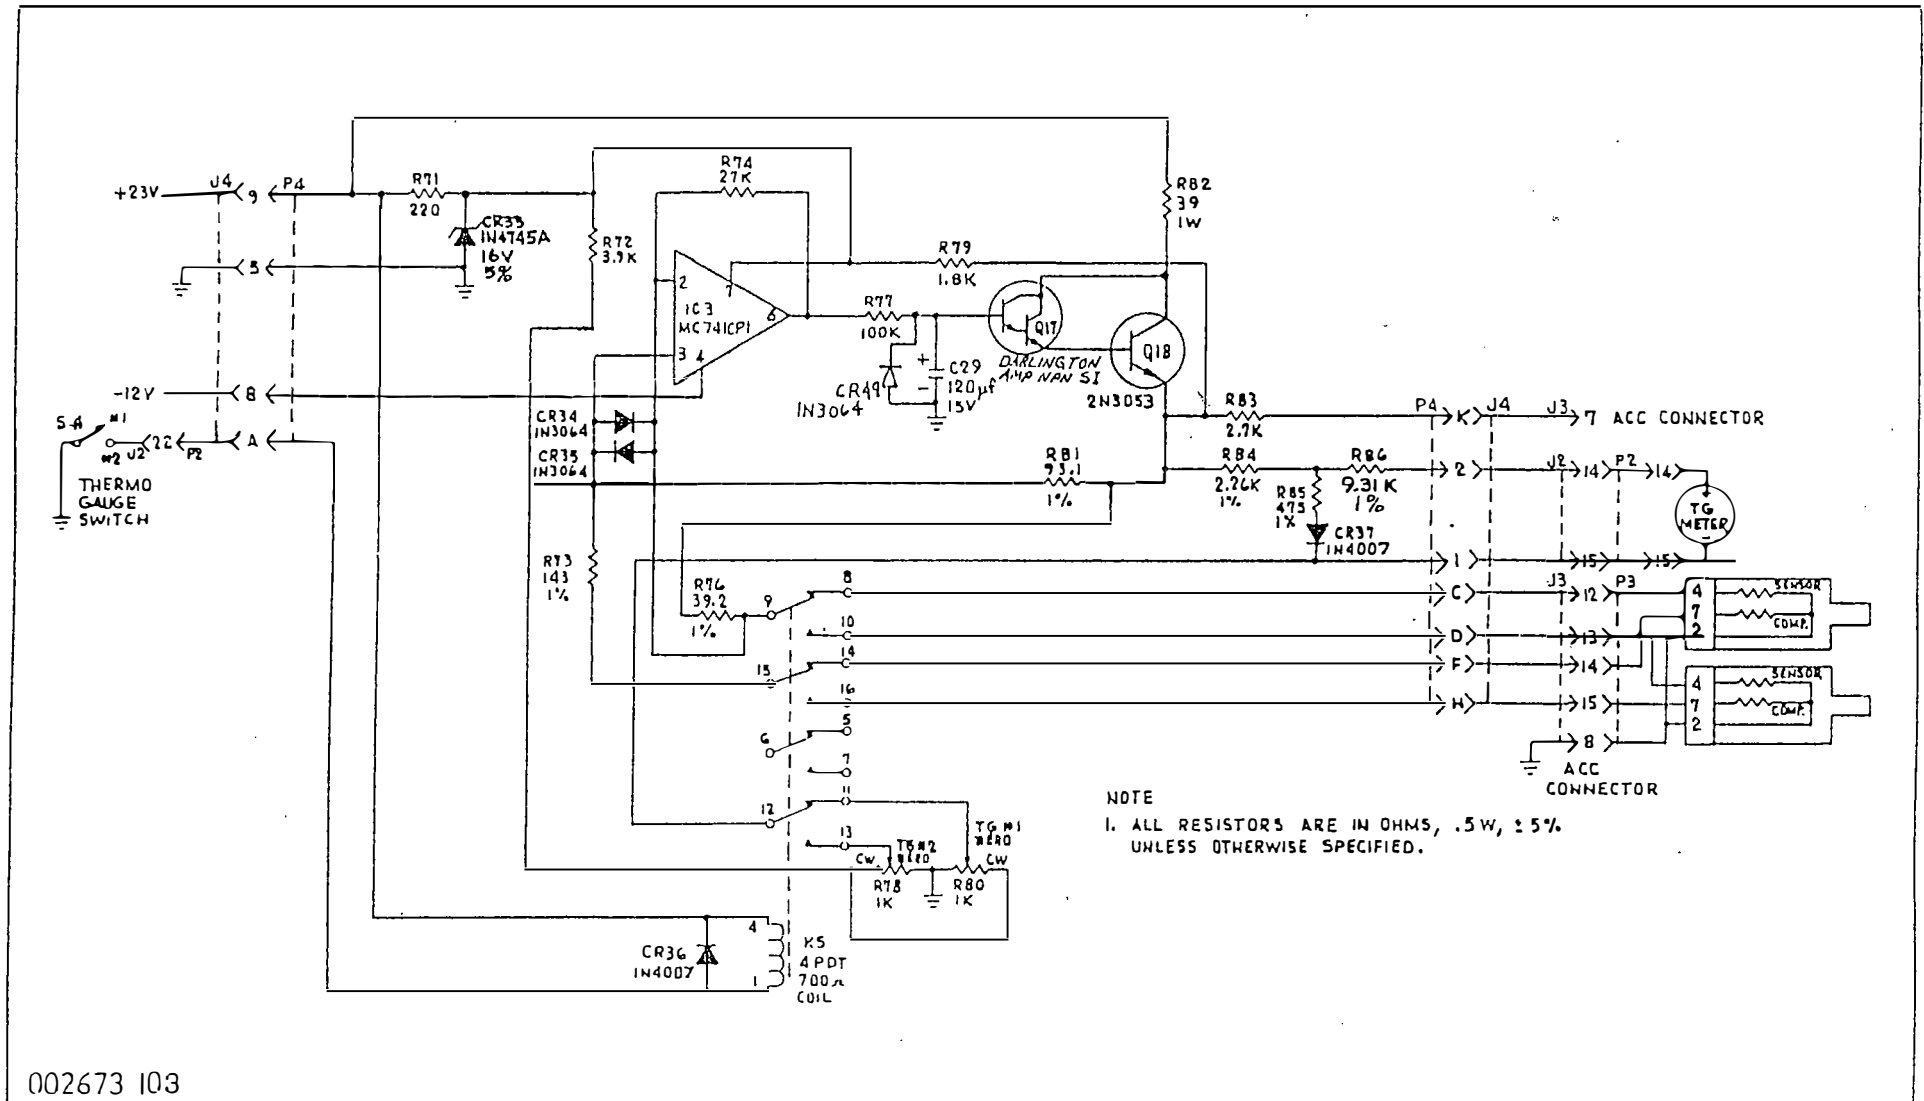 +23V
J4
9
P4
R71
220
CR33
1N4745A
16V
5%
5
R72
3.9K
R74
27K
2
7
IC3
MC741CP1
6
3
4
R79
1.8K
R77
100K
CR49
1N3064
+
-
C29
120µf
15V
Q17
DARLINGTON
AMP NPN SI
Q18
2N3053
R82
39
1W
-12V
8
S-A
#1
#2
J2
22
P2
A
THERMO
GAUGE
SWITCH
CR34
1N3064
CR35
1N3064
R81
93.1
1%
R83
2.7K
R84
2.26K
1%
R85
475
1%
R86
9.31K
1%
CR37
1N4007
P4
K
J4
J3
7 ACC CONNECTOR
2
J2
14
P2
14
+
TG
METER
-
1
15
15
R73
143
1%
R76
39.2
1%
9
8
10
15
14
16
6
5
7
12
11
13
C
J3
12
P3
D
13
F
14
H
15
8
ACC
CONNECTOR
4
7
2
SENSOR
COMP.
4
7
2
SENSOR
COMP.
TG #2
ZERO
CW
R78
1K
TG #1
ZERO
CW
R80
1K
NOTE
1. ALL RESISTORS ARE IN OHMS, .5W, ±5%
UNLESS OTHERWISE SPECIFIED.
CR36
1N4007
4
1
K5
4PDT
700Ω
COIL
002673 103